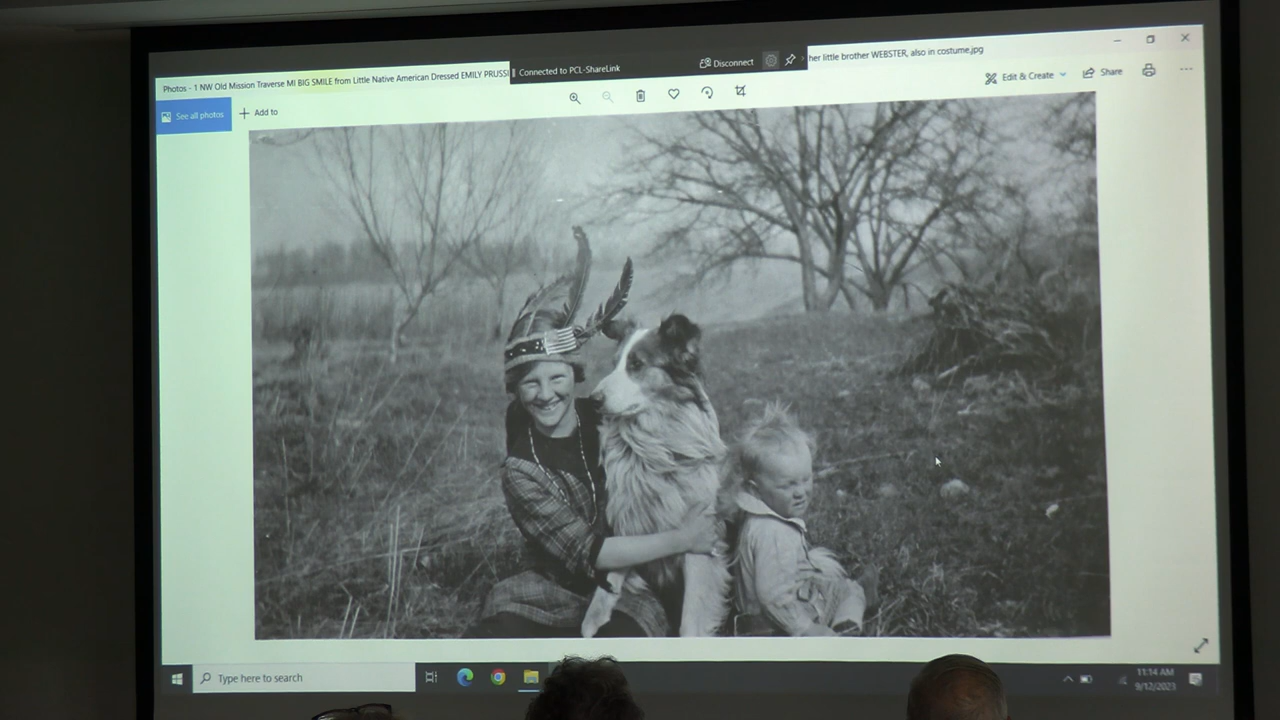 Photos - 1 NW Old Mission Traverse MI BIG SMILE from Little Native American Dressed EMILY PRUSSI
Connected to PCL-ShareLink
Disconnect
her little brother WEBSTER, also in costume.jpg
See all photos
Add to
Edit & Create
Share
Type here to search
11:14 AM
9/12/2023